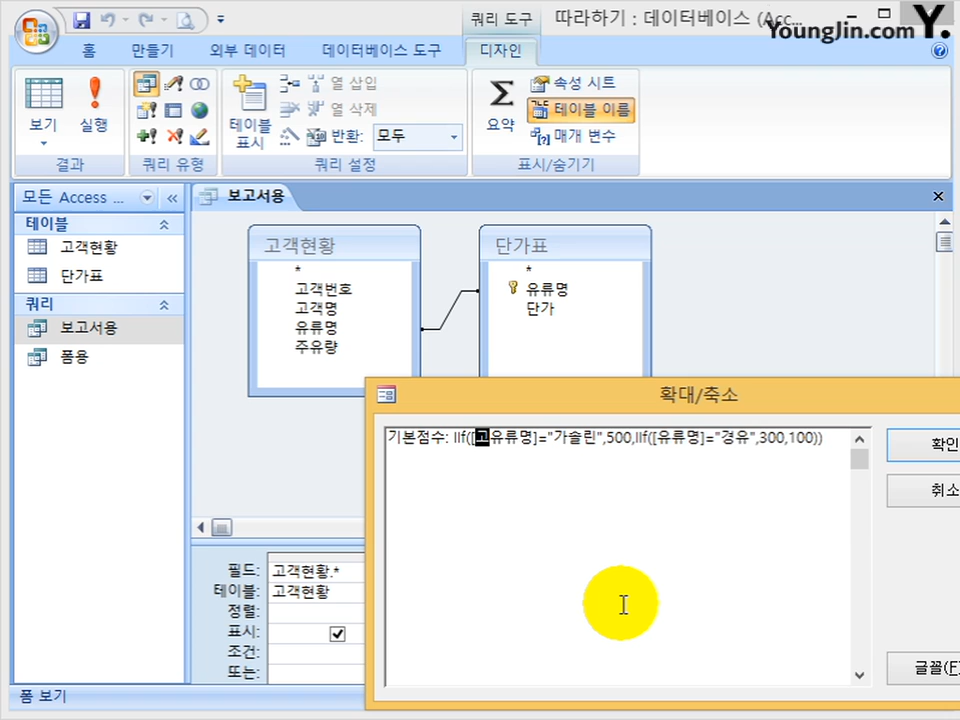 쿼리 도구
따라하기 : 데이터베이스 (Acc...
YoungJin.com Y.
홈 만들기 외부 데이터 데이터베이스 도구 디자인
보기
실행
결과
쿼리 유형
테이블
표시
열 삽입
열 삭제
반환: 모두
쿼리 설정
요약
속성 시트
테이블 이름
매개 변수
표시/숨기기
모든 Access ... «
보고서용
테이블
고객현황
단가표
쿼리
보고서용
폼용
고객현황
*
고객번호
고객명
유류명
주유량
단가표
*
유류명
단가
확대/축소
기본점수: IIf([고유류명]="가솔린",500,IIf([유류명]="경유",300,100))
확인
취소
글꼴(F)
필드: 고객현황.*
테이블: 고객현황
정렬:
표시:
조건:
또는:
폼 보기